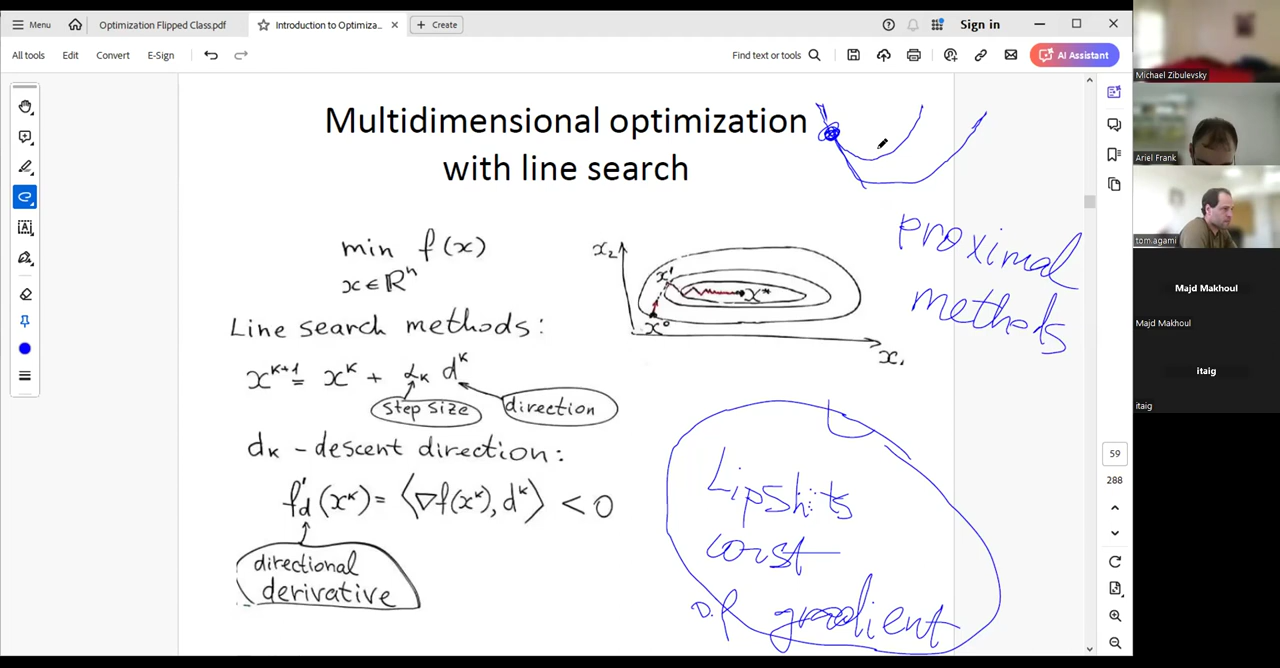 Menu
Optimization Flipped Class.pdf
Introduction to Optimiza...
Create
Sign in
All tools
Edit
Convert
E-Sign
Find text or tools
AI Assistant
Multidimensional optimization
with line search
min f(x)
x∈ℝⁿ
x₂
x¹
x*
x⁰
x₁
Line search methods:
xᵏ⁺¹ = xᵏ + αₖ dᵏ
step size
direction
dₖ - descent direction:
f'd(xᵏ) = ⟨∇f(xᵏ), dᵏ⟩ < 0
directional
derivative
proximal
methods
Lipshits
const
of gradient
59
288
Michael Zibulevsky
Ariel Frank
tom agami
Majd Makhoul
Majd Makhoul
itaig
itaig